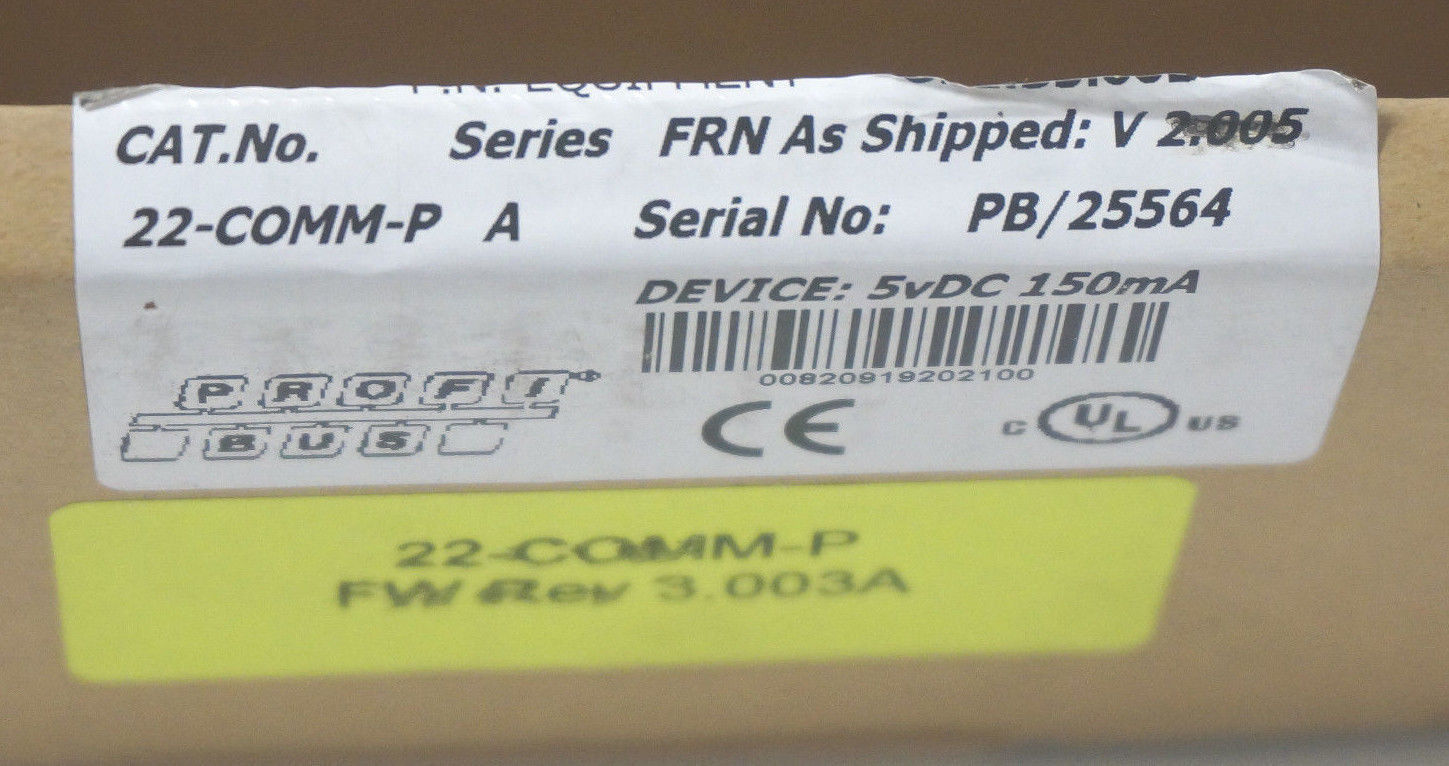 P.N. EQUIPMENT
CAT.No. Series FRN As Shipped: V 2.005
22-COMM-P A Serial No: PB/25564
DEVICE: 5vDC 150mA
00820919202100
PROFI
BUS
CE
C UL US
22-COMM-P
FW Rev 3.003A